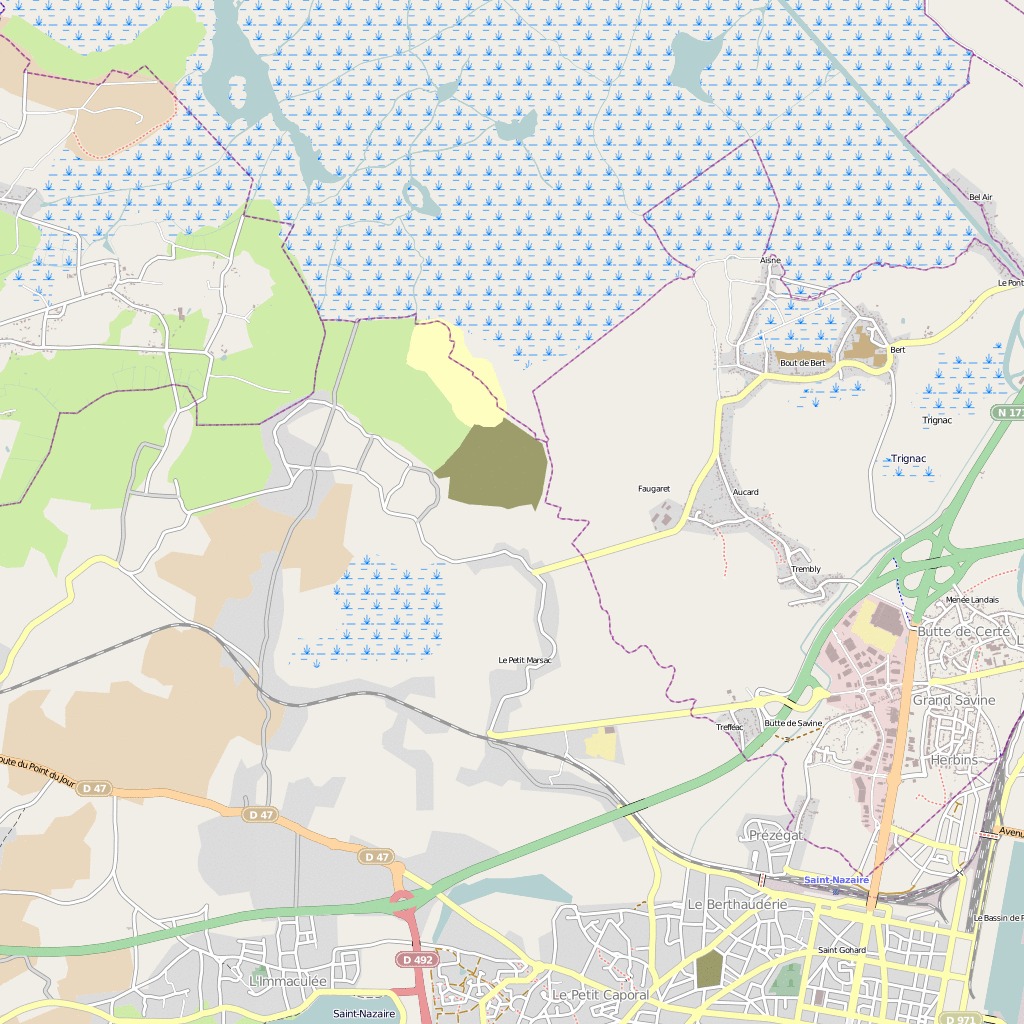 Bel Air
Aisne
Le Pont
Bert
Bout de Bert
N 171
Trignac
Trignac
Faugaret
Aucard
Trembly
Menée Landais
Butte de Certé
Le Petit Marsac
Grand Savine
Treffeac
Butte de Savine
Herbins
oute du Point du Jour
D 47
D 47
Avenu
Prézégat
D 47
Saint-Nazaire
Le Berthauderie
Le Bassin de P
Saint Gohard
D 492
L'Immaculée
Le Petit Caporal
Saint-Nazaire
D 971